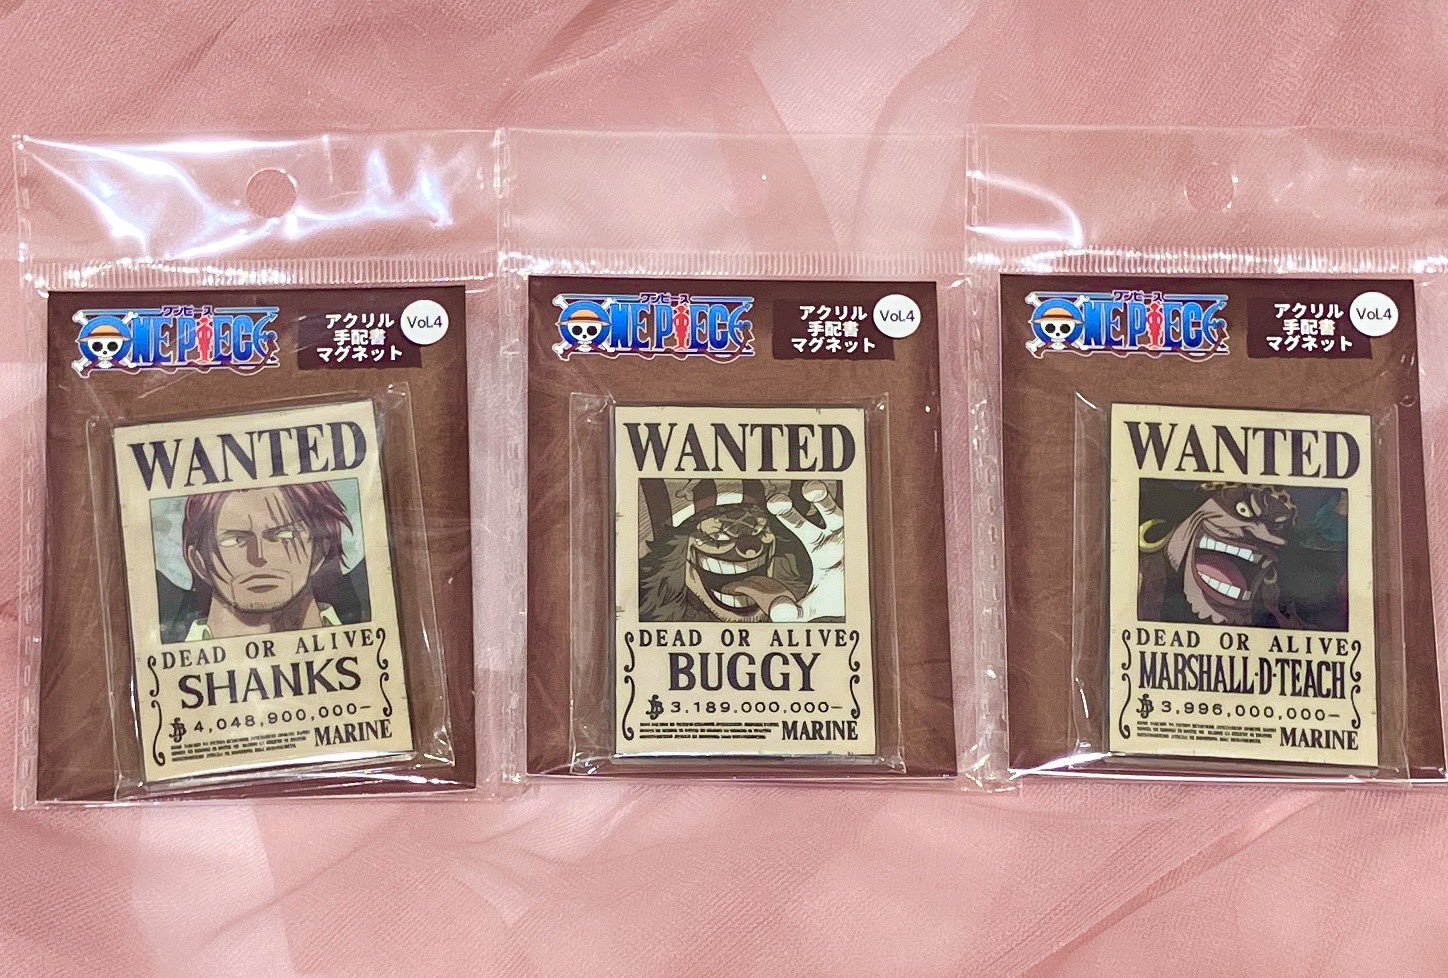 ワンピース
ONE PIECE
アクリル
手配書
マグネット
VOL.4
WANTED
DEAD OR ALIVE
SHANKS
4,048,900,000-
MARINE
ワンピース
ONE PIECE
アクリル
手配書
マグネット
VOL.4
WANTED
DEAD OR ALIVE
BUGGY
3.189.000.000-
MARINE
ワンピース
ONE PIECE
アクリル
手配書
マグネット
VOL.4
WANTED
DEAD OR ALIVE
MARSHALL·D·TEACH
3,996,000,000-
MARINE